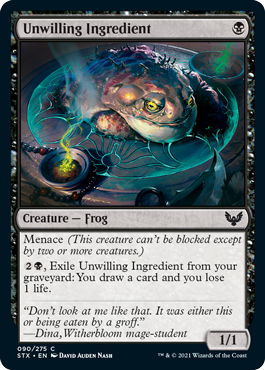 Unwilling Ingredient
Creature — Frog
Menace (This creature can't be blocked except
by two or more creatures.)
2B, Exile Unwilling Ingredient from your
graveyard: You draw a card and you lose
1 life.
"Don't look at me like that. It was either this
or being eaten by a groff."
—Dina, Witherbloom mage-student
1/1
090/275 C
STX • EN DAVID AUDEN NASH
™ & © 2021 Wizards of the Coast